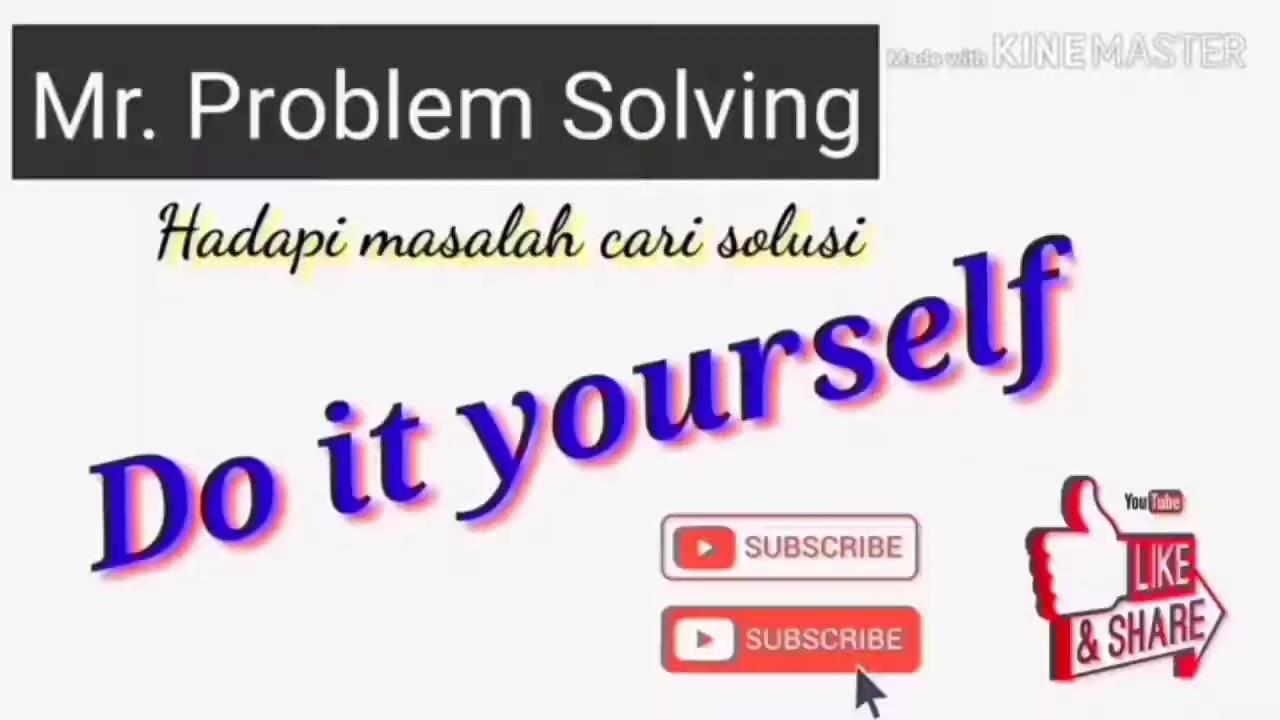 Made with KINEMASTER
Mr. Problem Solving
Hadapi masalah cari solusi
Do it yourself
SUBSCRIBE
SUBSCRIBE
YouTube
LIKE
& SHARE